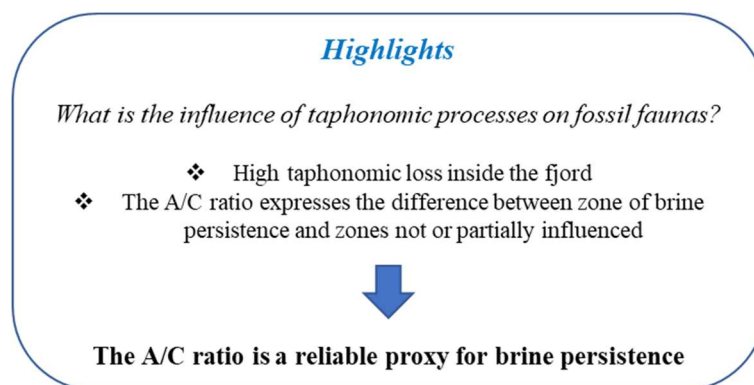 Highlights
What is the influence of taphonomic processes on fossil faunas?
❖ High taphonomic loss inside the fjord
❖ The A/C ratio expresses the difference between zone of brine
persistence and zones not or partially influenced
The A/C ratio is a reliable proxy for brine persistence